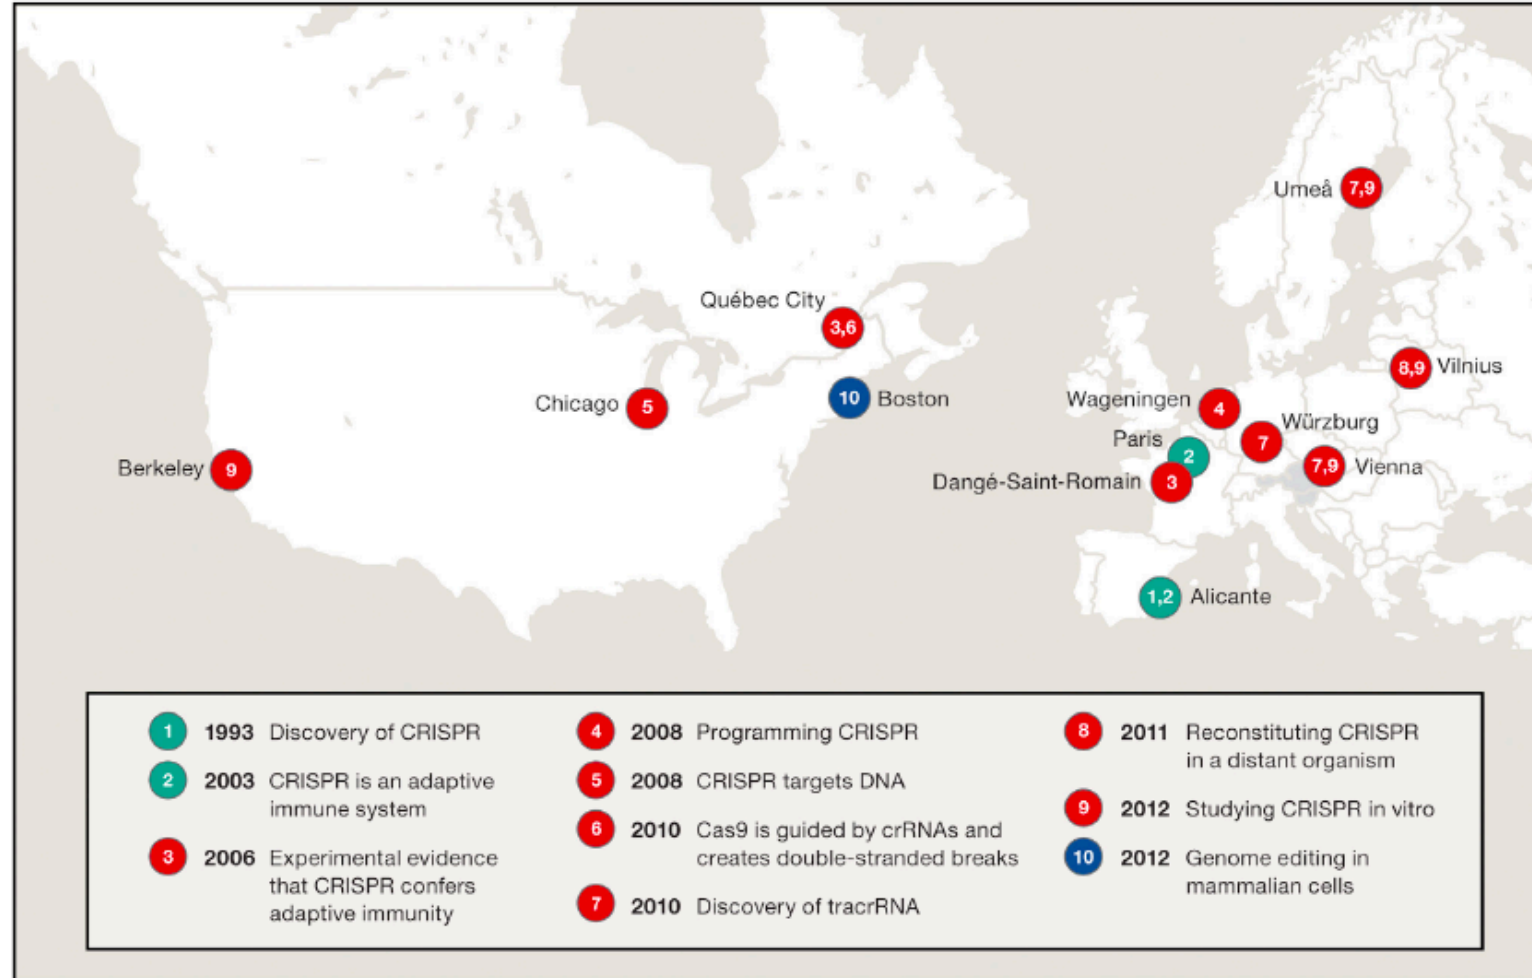 Umeå 7,9
Québec City
3,6
8,9 Vilnius
Chicago 5
10 Boston
Wageningen 4
Würzburg
Paris
2
7
Berkeley 9
7,9 Vienna
Dangé-Saint-Romain 3
1,2 Alicante
1 1993 Discovery of CRISPR
2 2003 CRISPR is an adaptive
immune system
3 2006 Experimental evidence
that CRISPR confers
adaptive immunity
4 2008 Programming CRISPR
5 2008 CRISPR targets DNA
6 2010 Cas9 is guided by crRNAs and
creates double-stranded breaks
7 2010 Discovery of tracrRNA
8 2011 Reconstituting CRISPR
in a distant organism
9 2012 Studying CRISPR in vitro
10 2012 Genome editing in
mammalian cells